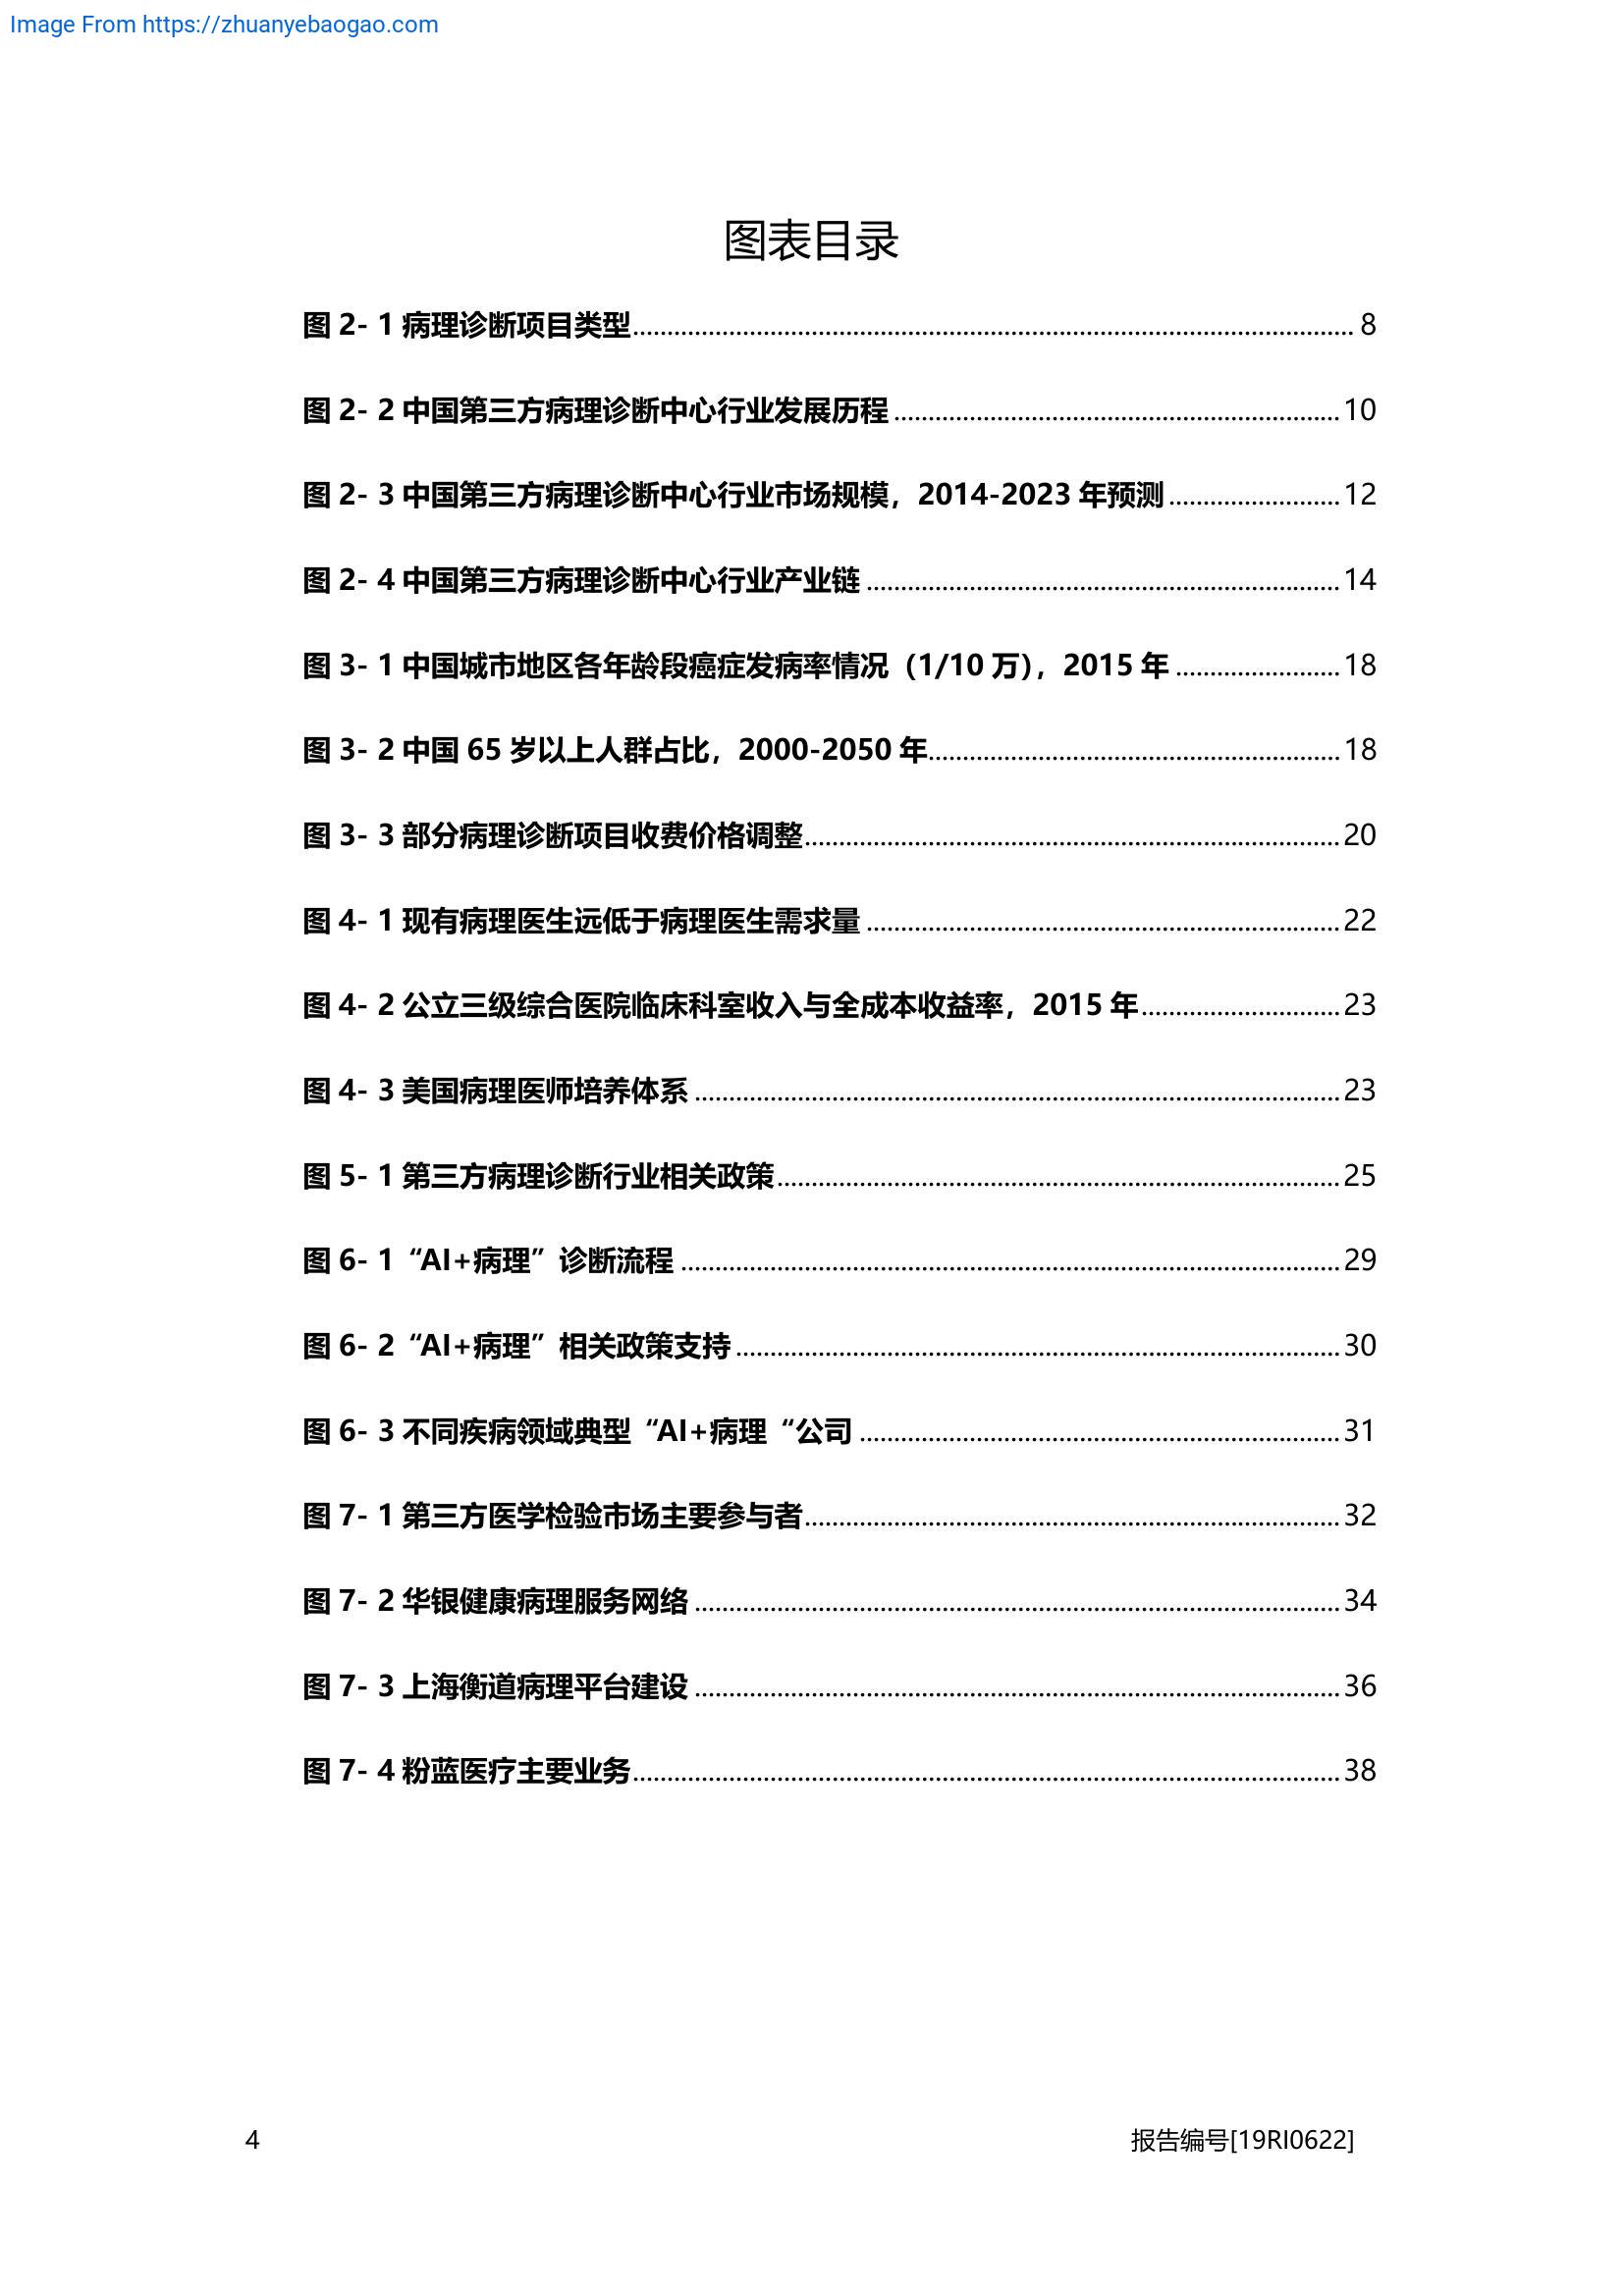 Image From https://zhuanyebaogao.com
图表目录
图 2- 1 病理诊断项目类型........................................ 8
图 2- 2 中国第三方病理诊断中心行业发展历程........................................10
图 2- 3 中国第三方病理诊断中心行业市场规模，2014-2023 年预测........................................12
图 2- 4 中国第三方病理诊断中心行业产业链........................................14
图 3- 1 中国城市地区各年龄段癌症发病率情况（1/10 万），2015 年........................................18
图 3- 2 中国 65 岁以上人群占比，2000-2050 年........................................18
图 3- 3 部分病理诊断项目收费价格调整........................................20
图 4- 1 现有病理医生远低于病理医生需求量........................................22
图 4- 2 公立三级综合医院临床科室收入与全成本收益率，2015 年........................................23
图 4- 3 美国病理医师培养体系........................................23
图 5- 1 第三方病理诊断行业相关政策........................................25
图 6- 1 “AI+病理” 诊断流程........................................29
图 6- 2 “AI+病理” 相关政策支持........................................30
图 6- 3 不同疾病领域典型 “AI+病理 “公司........................................31
图 7- 1 第三方医学检验市场主要参与者........................................32
图 7- 2 华银健康病理服务网络........................................34
图 7- 3 上海衡道病理平台建设........................................36
图 7- 4 粉蓝医疗主要业务........................................38
4 报告编号[19RI0622]